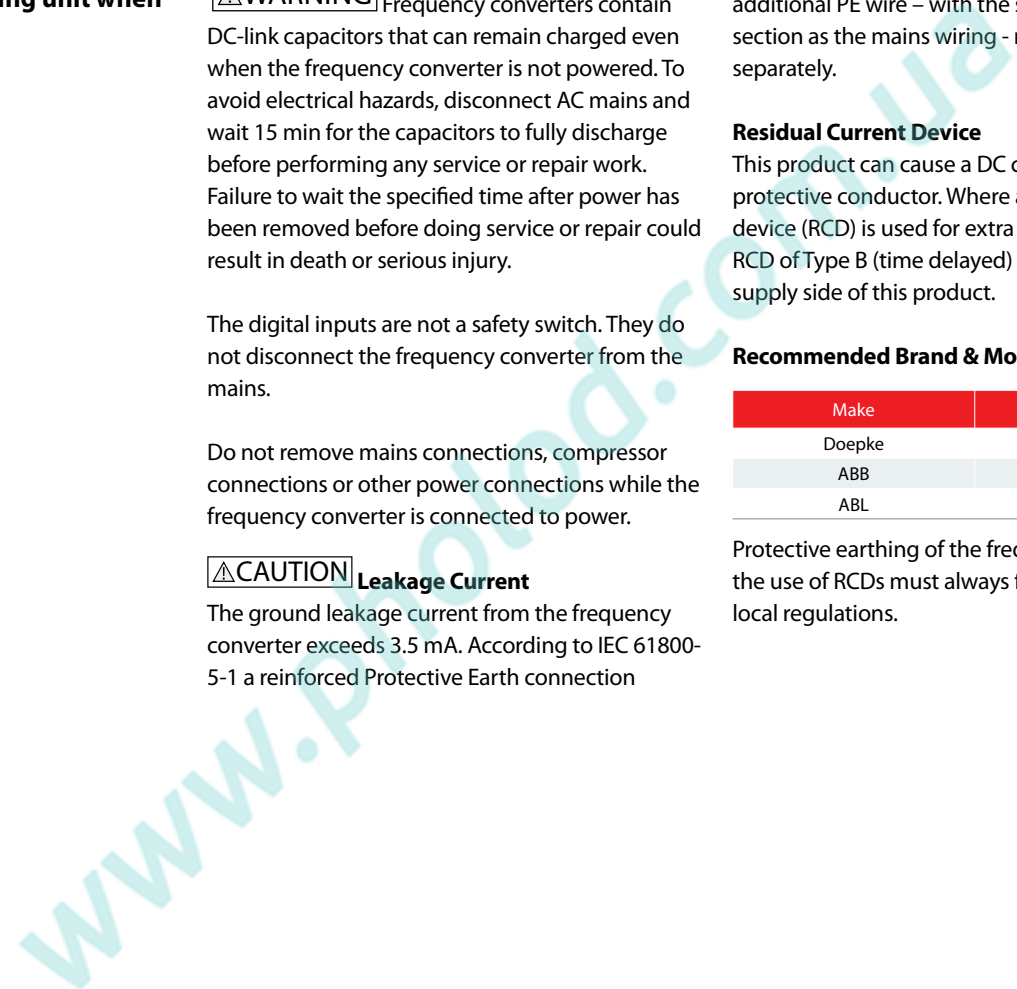 ing unit when
⚠WARNING Frequency converters contain
DC-link capacitors that can remain charged even
when the frequency converter is not powered. To
avoid electrical hazards, disconnect AC mains and
wait 15 min for the capacitors to fully discharge
before performing any service or repair work.
Failure to wait the specified time after power has
been removed before doing service or repair could
result in death or serious injury.
The digital inputs are not a safety switch. They do
not disconnect the frequency converter from the
mains.
Do not remove mains connections, compressor
connections or other power connections while the
frequency converter is connected to power.
⚠CAUTION Leakage Current
The ground leakage current from the frequency
converter exceeds 3.5 mA. According to IEC 61800-
5-1 a reinforced Protective Earth connection
additional PE wire – with the
section as the mains wiring -
separately.
Residual Current Device
This product can cause a DC
protective conductor. Where
device (RCD) is used for extra
RCD of Type B (time delayed)
supply side of this product.
Recommended Brand & Mo
Make
Doepke
ABB
ABL
Protective earthing of the
the use of RCDs must always
local regulations.
www.pholod.com.ua